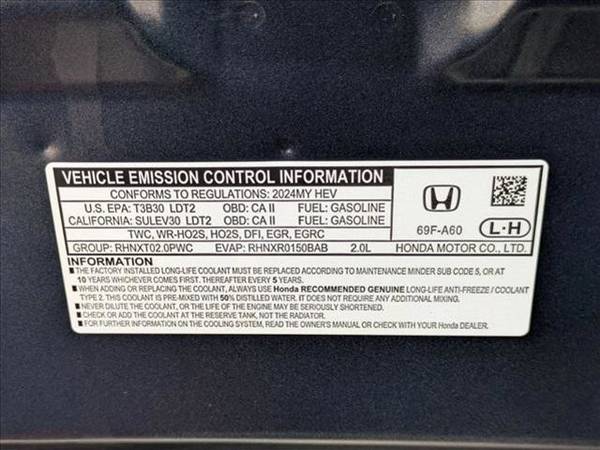 VEHICLE EMISSION CONTROL INFORMATION
CONFORMS TO REGULATIONS: 2024MY HEV
U.S. EPA: T3B30 LDT2 OBD: CA II FUEL: GASOLINE
CALIFORNIA: SULEV30 LDT2 OBD: CA II FUEL: GASOLINE
TWC, WR-HO2S, HO2S, DFI, EGR, EGRC
GROUP: RHNXT02.0PWC EVAP: RHNXR0150BAB 2.0L
69F-A60
L·H
HONDA MOTOR CO., LTD.
INFORMATION
■ THE FACTORY INSTALLED LONG-LIFE COOLANT MUST BE REPLACED ACCORDING TO MAINTENANCE MINDER SUB CODE 5, OR AT
10 YEARS WHICHEVER COMES FIRST. THEREAFTER EVERY 5 YEARS.
■ WHEN ADDING OR REPLACING THE COOLANT, ALWAYS USE Honda RECOMMENDED GENUINE LONG-LIFE ANTI-FREEZE / COOLANT
TYPE 2. THIS COOLANT IS PRE-MIXED WITH 50% DISTILLED WATER. IT DOES NOT REQUIRE ANY ADDITIONAL MIXING.
■ NEVER DILUTE THE COOLANT, OR THE LIFE OF THE ENGINE MAY BE SERIOUSLY SHORTENED.
■ CHECK OR ADD COOLANT AT THE RESERVE TANK, NOT THE RADIATOR.
■ FOR FURTHER INFORMATION ON THE COOLING SYSTEM, READ THE OWNER'S MANUAL OR CHECK WITH YOUR Honda DEALER.